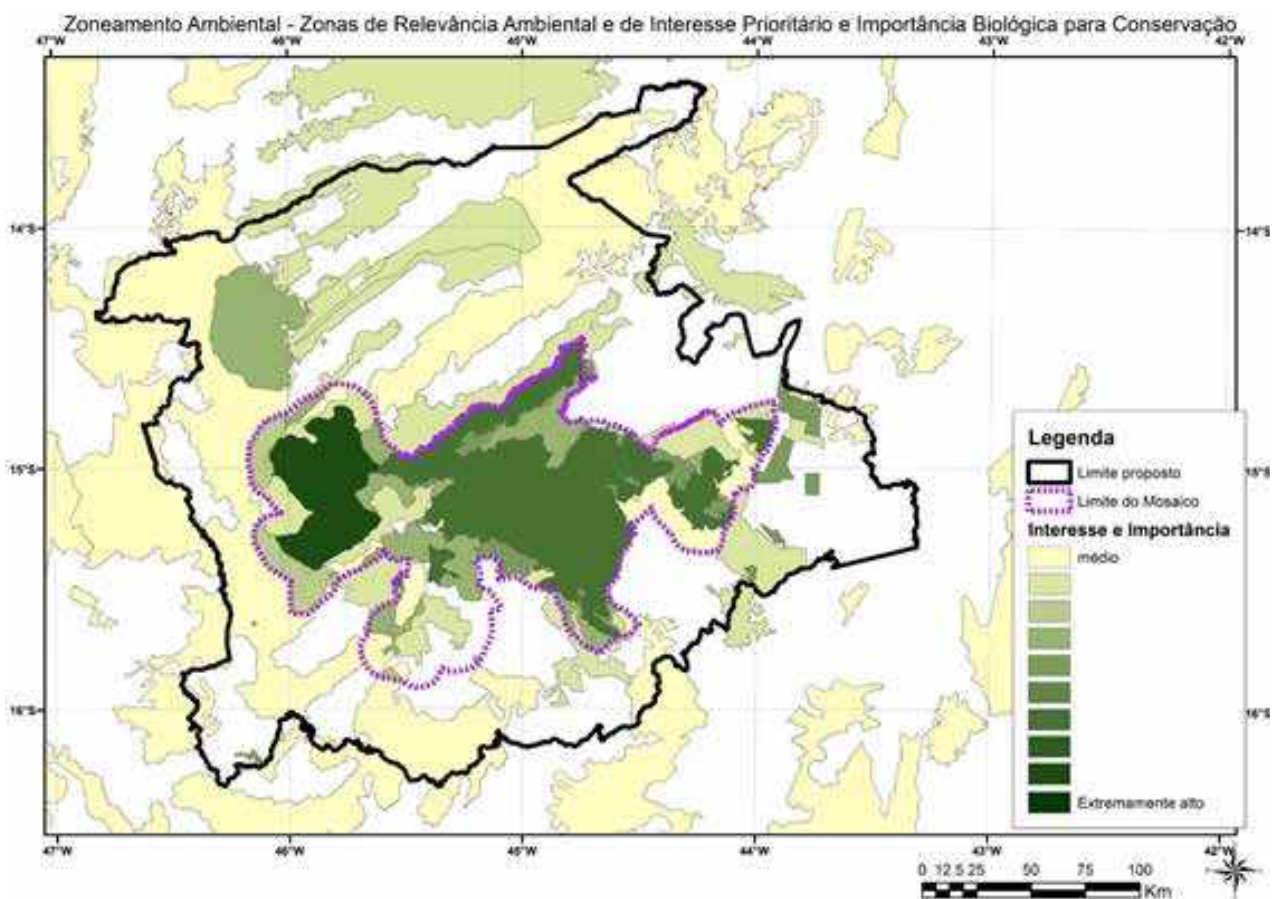 Zoneamento Ambiental - Zonas de Relevância Ambiental e de Interesse Prioritário e Importância Biológica para Conservação
47°W 46°W 45°W 44°W 43°W 42°W
14°S 14°S
15°S 15°S
16°S 16°S
Legenda
Limite proposto
Limite do Mosaico
Interesse e Importância
médio
Extremamente alto
47°W 46°W 45°W 44°W 43°W 42°W
0 12.5 25 50 75 100
Km